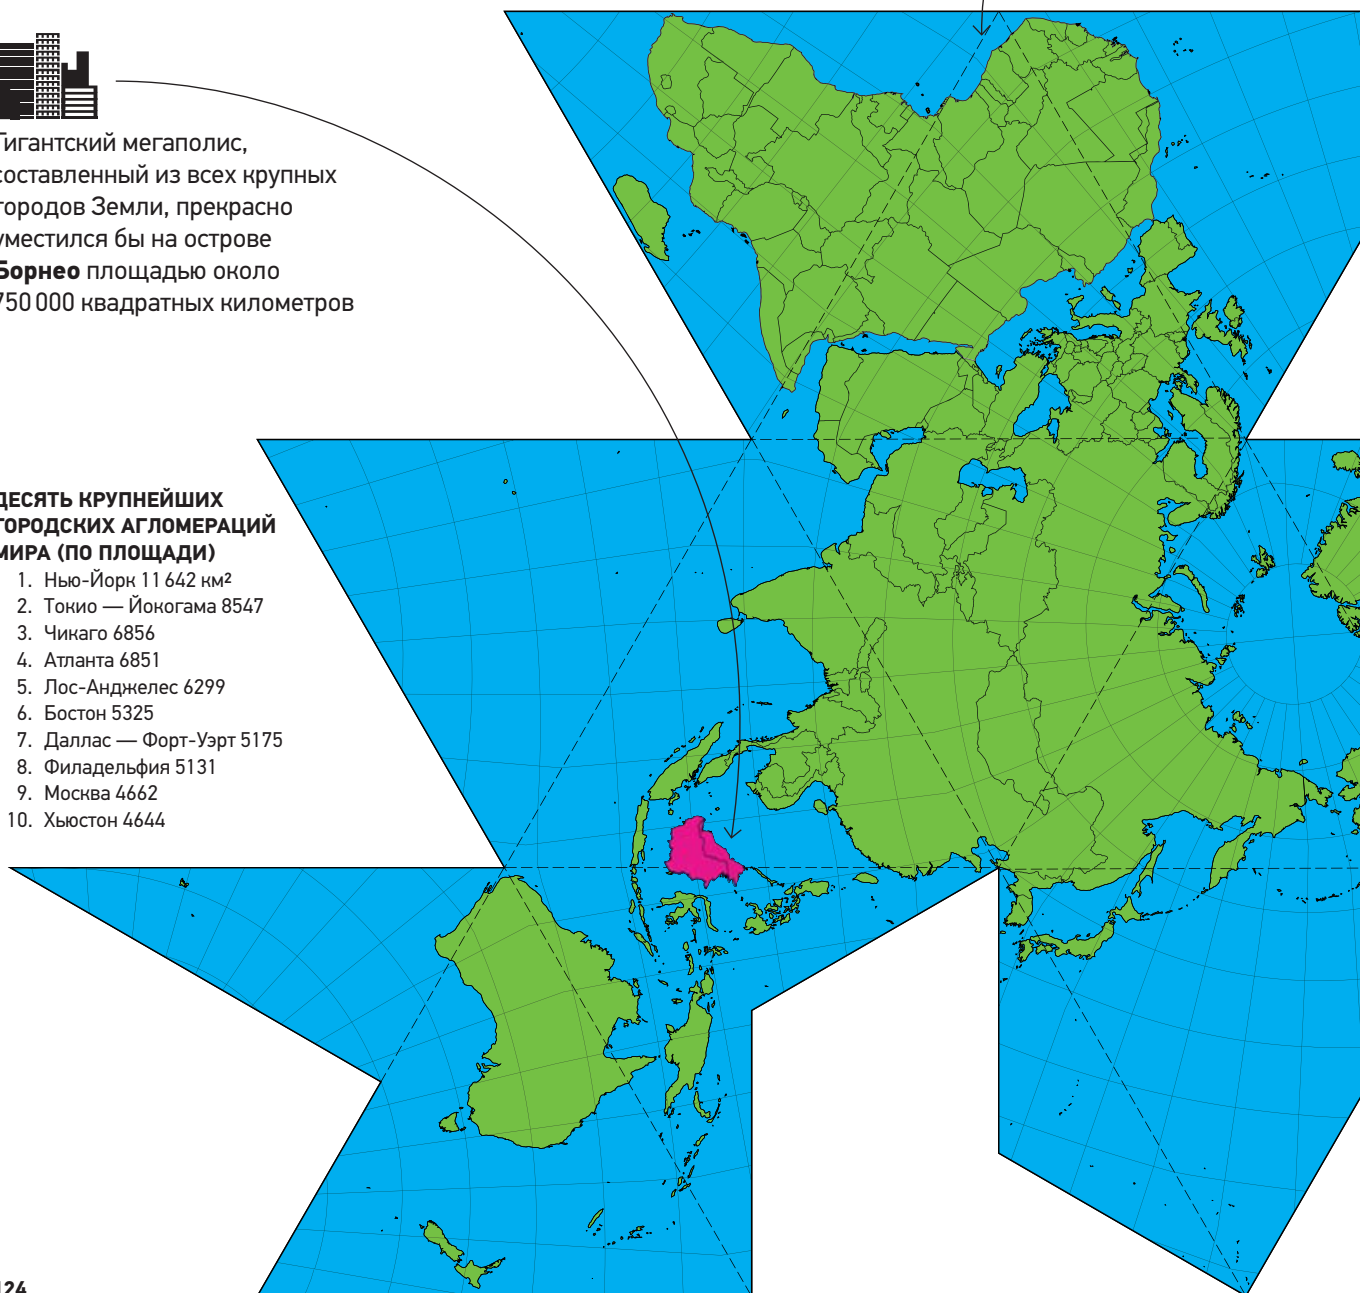 Гигантский мегаполис,
составленный из всех крупных
городов Земли, прекрасно
уместился бы на острове
Борнео площадью около
750 000 квадратных километров
ДЕСЯТЬ КРУПНЕЙШИХ
ГОРОДСКИХ АГЛОМЕРАЦИЙ
МИРА (ПО ПЛОЩАДИ)
1. Нью-Йорк 11 642 км²
2. Токио — Йокогама 8547
3. Чикаго 6856
4. Атланта 6851
5. Лос-Анджелес 6299
6. Бостон 5325
7. Даллас — Форт-Уэрт 5175
8. Филадельфия 5131
9. Москва 4662
10. Хьюстон 4644
124